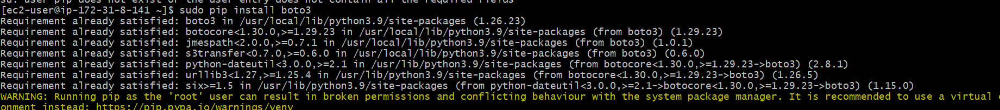 su: user pip does not exist or the user entry does not contain all the required fields
[ec2-user@ip-172-31-8-141 ~]$ sudo pip install boto3
Requirement already satisfied: boto3 in /usr/local/lib/python3.9/site-packages (1.26.23)
Requirement already satisfied: botocore<1.30.0,>=1.29.23 in /usr/local/lib/python3.9/site-packages (from boto3) (1.29.23)
Requirement already satisfied: jmespath<2.0.0,>=0.7.1 in /usr/local/lib/python3.9/site-packages (from boto3) (1.0.1)
Requirement already satisfied: s3transfer<0.7.0,>=0.6.0 in /usr/local/lib/python3.9/site-packages (from boto3) (0.6.0)
Requirement already satisfied: python-dateutil<3.0.0,>=2.1 in /usr/lib/python3.9/site-packages (from botocore<1.30.0,>=1.29.23->boto3) (2.8.1)
Requirement already satisfied: urllib3<1.27,>=1.25.4 in /usr/lib/python3.9/site-packages (from botocore<1.30.0,>=1.29.23->boto3) (1.26.5)
Requirement already satisfied: six>=1.5 in /usr/lib/python3.9/site-packages (from python-dateutil<3.0.0,>=2.1->botocore<1.30.0,>=1.29.23->boto3) (1.15.0)
WARNING: Running pip as the 'root' user can result in broken permissions and conflicting behaviour with the system package manager. It is recommended to use a virtual
onment instead: https://pip.pypa.io/warnings/venv